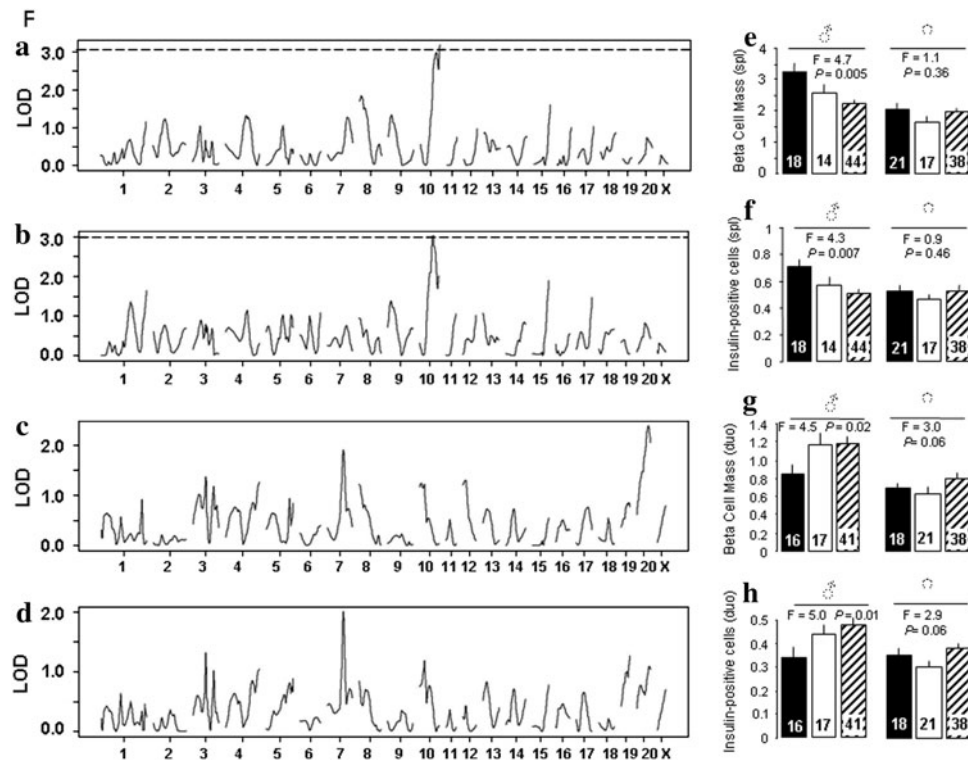 F
a
LOD
3.0
2.0
1.0
0.0
1 2 3 4 5 6 7 8 9 10 11 12 13 14 15 16 17 18 19 20 X
b
LOD
3.0
2.0
1.0
0.0
1 2 3 4 5 6 7 8 9 10 11 12 13 14 15 16 17 18 19 20 X
c
LOD
2.0
1.0
0.0
1 2 3 4 5 6 7 8 9 10 11 12 13 14 15 16 17 18 19 20 X
d
LOD
2.0
1.0
0.0
1 2 3 4 5 6 7 8 9 10 11 12 13 14 15 16 17 18 19 20 X
e
Beta Cell Mass (spl)
4
3
2
1
0
♂
F = 4.7
P = 0.005
F = 1.1
P = 0.36
18 14 44 21 17 38
f
Insulin-positive cells (spl)
1
0.8
0.6
0.4
0.2
0
♂
F = 4.3
P = 0.007
F = 0.9
P = 0.46
18 14 44 21 17 38
g
Beta Cell Mass (duo)
1.4
1.2
1.0
0.8
0.6
0.4
0.2
0
♂
F = 4.5 P = 0.02
F = 3.0
P= 0.06
16 17 41 18 21 38
h
Insulin-positive cells (duo)
0.5
0.4
0.3
0.2
0.1
0
♂
F = 5.0 P = 0.01
F = 2.9
P= 0.06
16 17 41 18 21 38